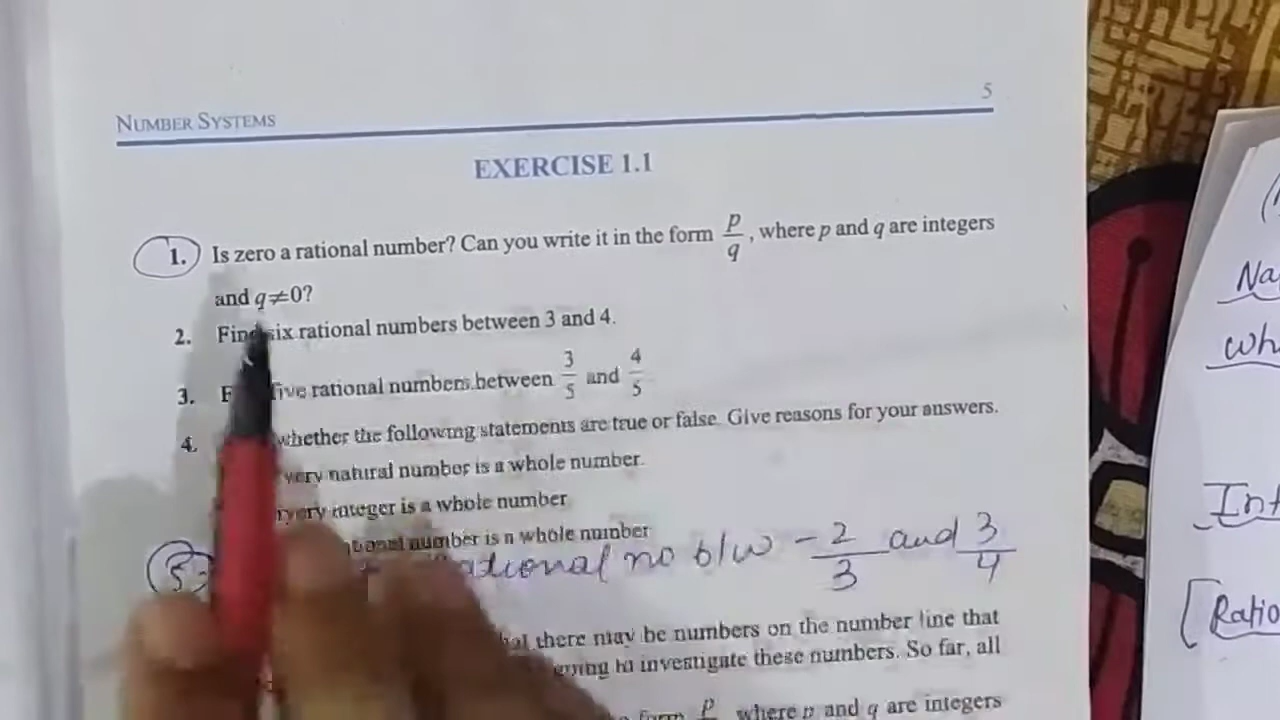 NUMBER SYSTEMS 5
EXERCISE 1.1
1. Is zero a rational number? Can you write it in the form p/q, where p and q are integers
and q≠0?
2. Find six rational numbers between 3 and 4.
3. five rational numbers between 3/5 and 4/5
4. whether the following statements are true or false. Give reasons for your answers.
very natural number is a whole number.
integer is a whole number
number is a whole number
5. rational no b/w -2/3 and 3/4
there may be numbers on the number line that
going to investigate these numbers. So far, all
form p where p and q are integers
Na
Wh
Int
[Ratio